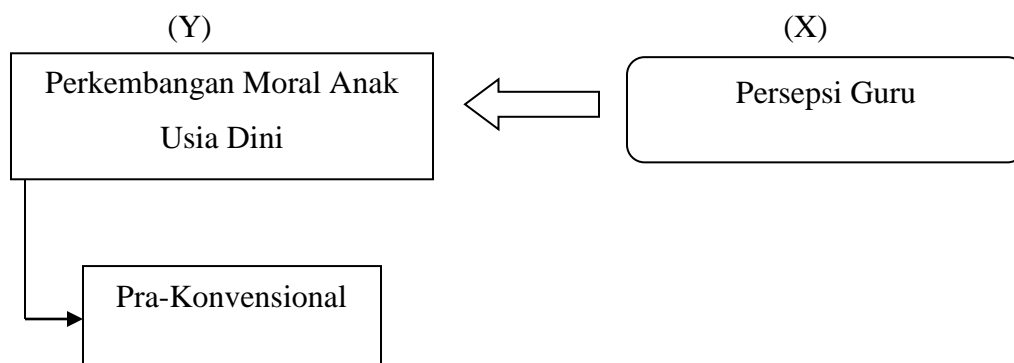 (Y)
(X)
Perkembangan Moral Anak
Usia Dini
Persepsi Guru
Pra-Konvensional